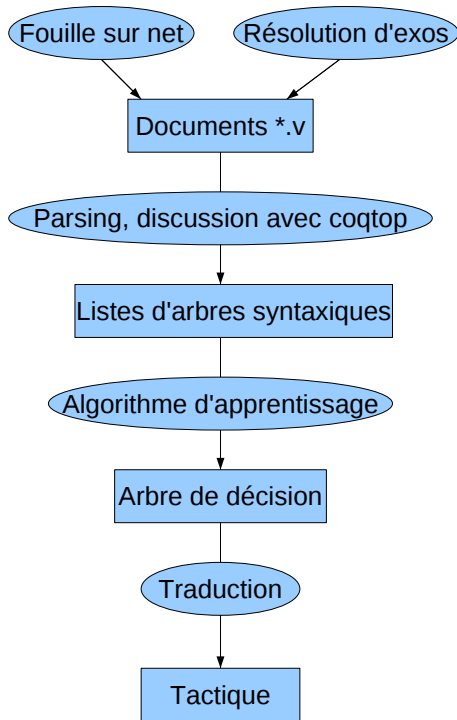 Fouille sur net
Résolution d'exos
Documents *.v
Parsing, discussion avec coqtop
Listes d'arbres syntaxiques
Algorithme d'apprentissage
Arbre de décision
Traduction
Tactique